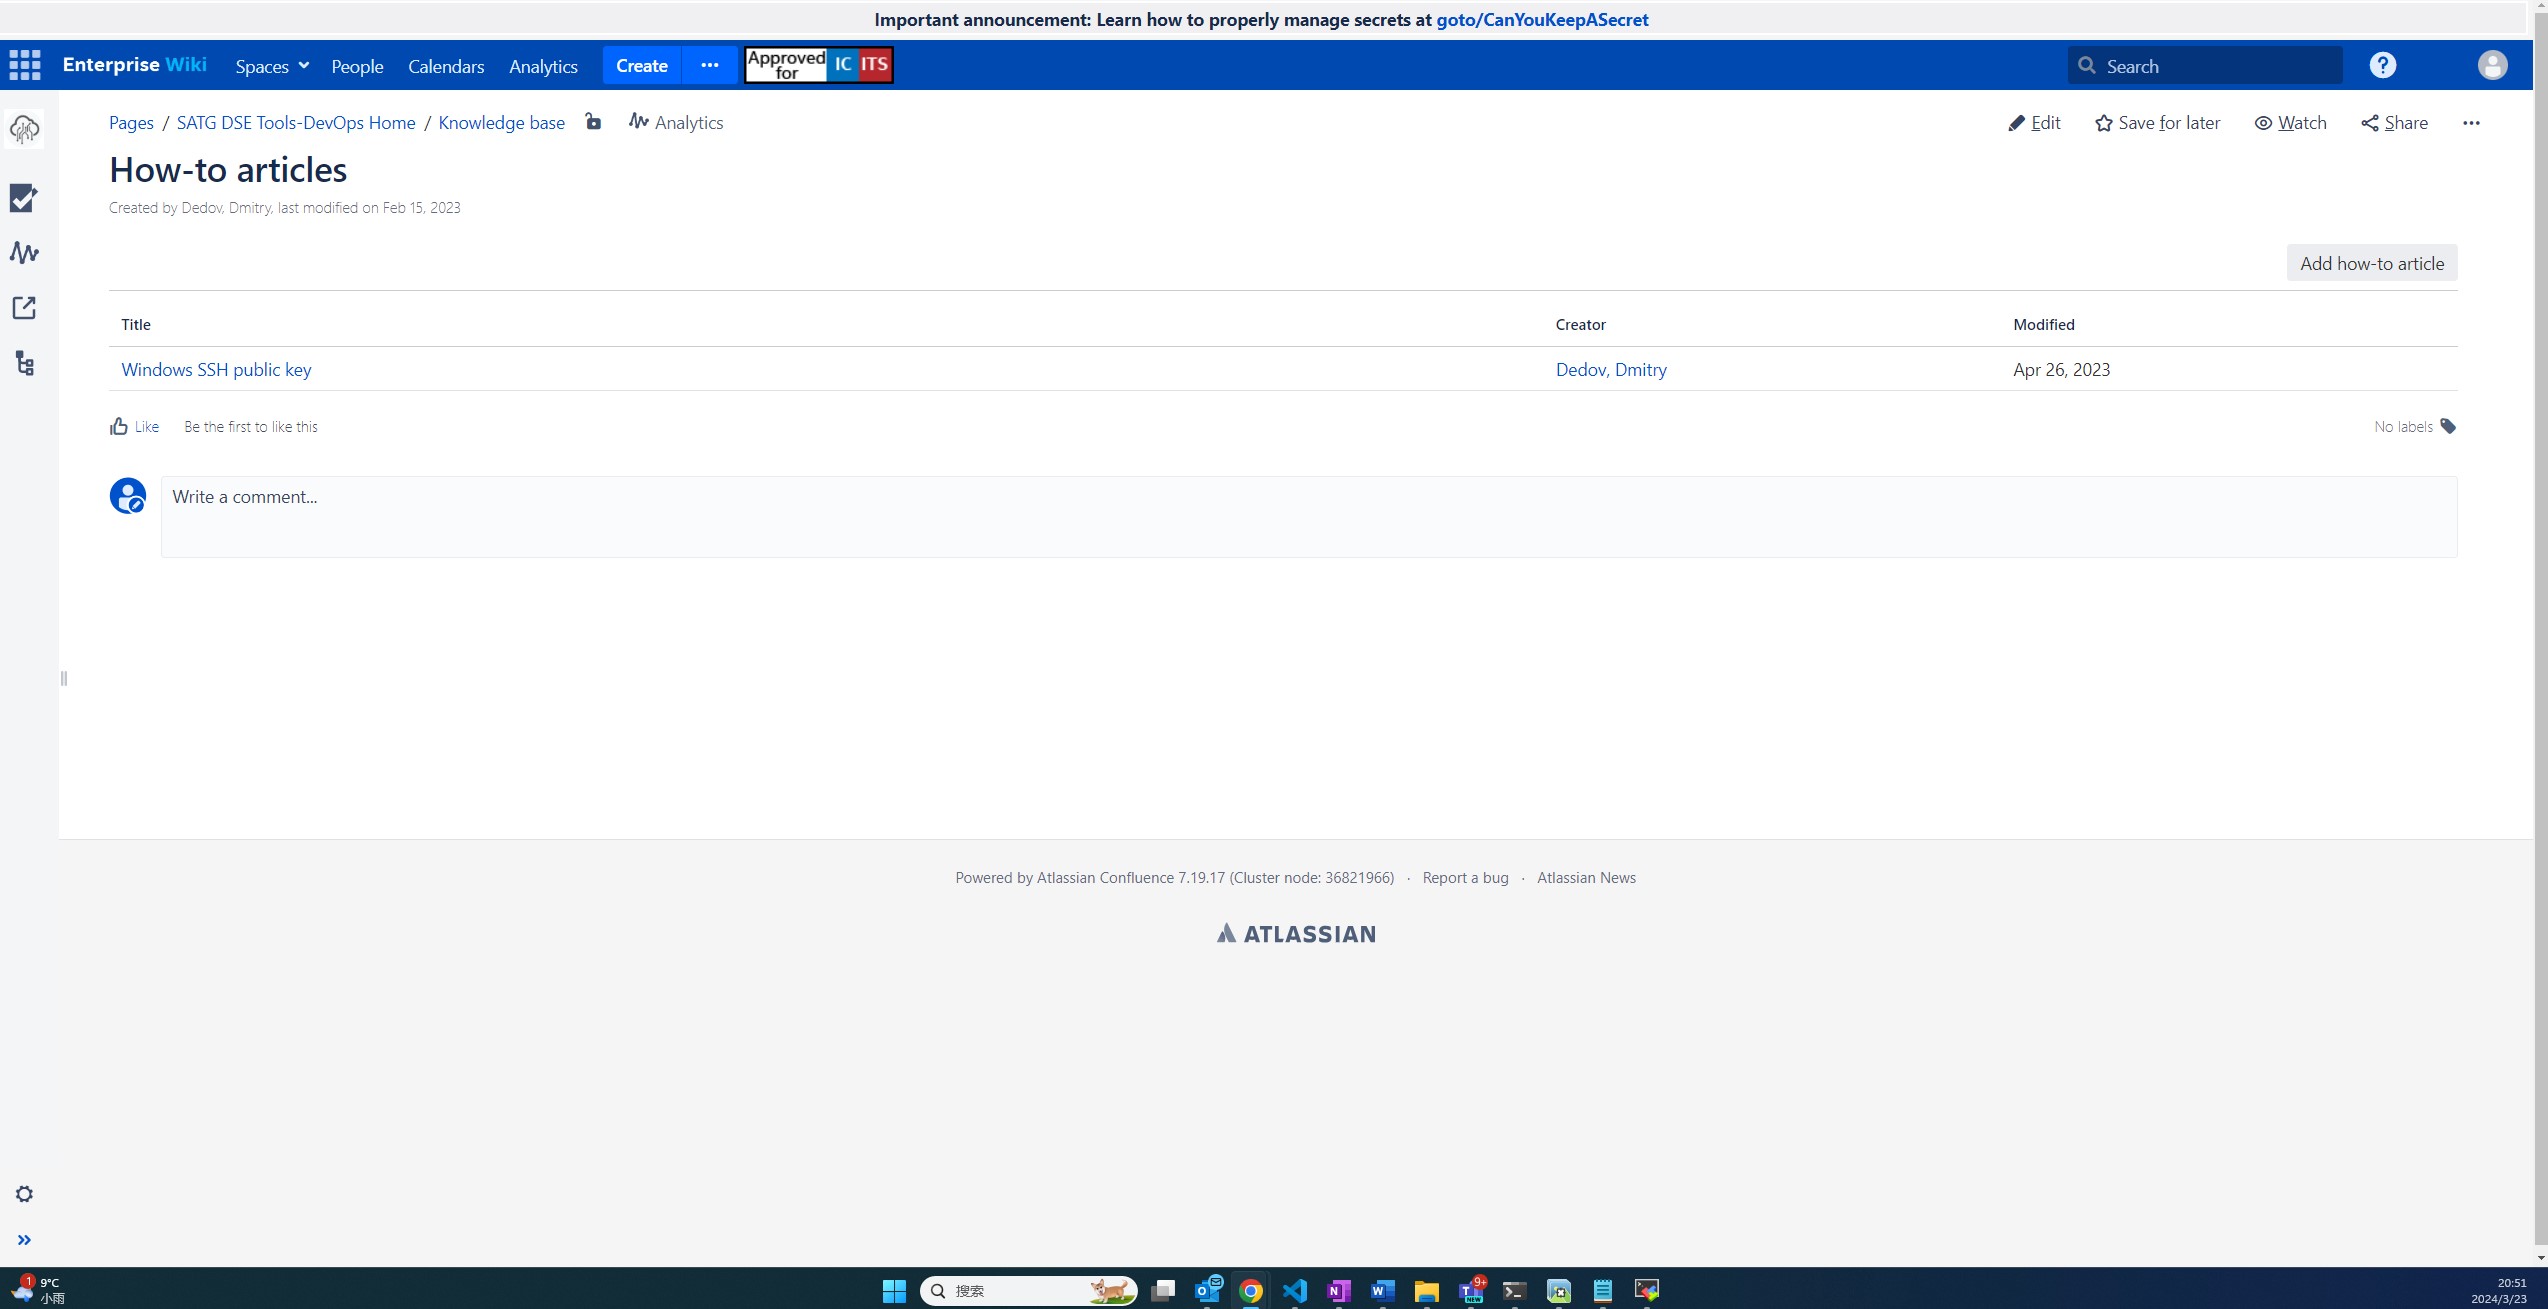 Important announcement: Learn how to properly manage secrets at goto/CanYouKeepASecret
Enterprise Wiki Spaces People Calendars Analytics Create ··· Approved for IC ITS Search ?
Pages / SATG DSE Tools-DevOps Home / Knowledge base Analytics Edit Save for later Watch Share ···
How-to articles
Created by Dedov, Dmitry, last modified on Feb 15, 2023
Add how-to article
Title Creator Modified
Windows SSH public key Dedov, Dmitry Apr 26, 2023
Like Be the first to like this No labels
Write a comment...
Powered by Atlassian Confluence 7.19.17 (Cluster node: 36821966) · Report a bug · Atlassian News
ATLASSIAN
1 9°C
小雨
搜索
9+
NEW
20:51
2024/3/23